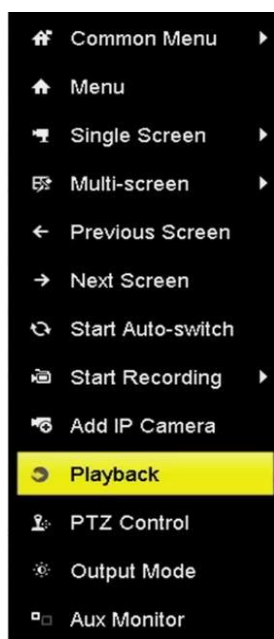 Common Menu
Menu
Single Screen
Multi-screen
Previous Screen
Next Screen
Start Auto-switch
Start Recording
Add IP Camera
Playback
PTZ Control
Output Mode
Aux Monitor